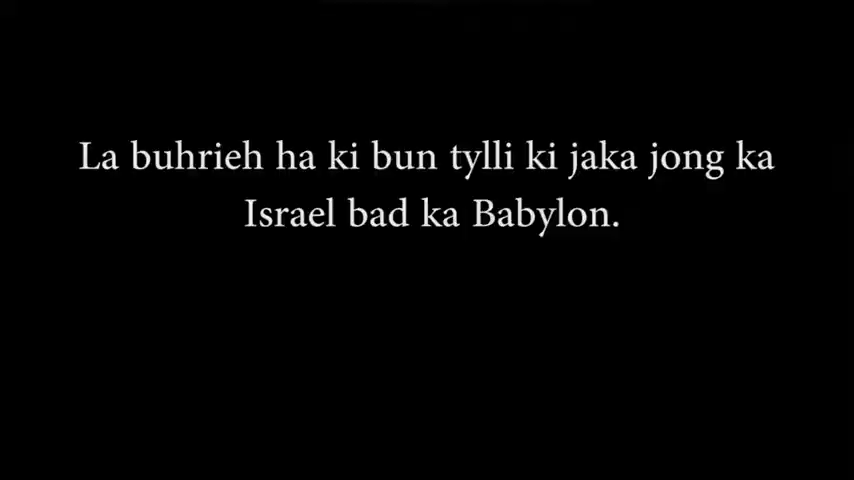 La buhrieh ha ki bun tylli ki jaka jong ka
Israel bad ka Babylon.